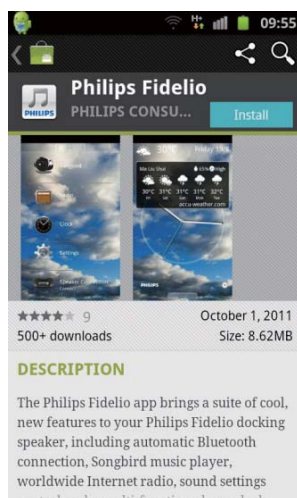 H+ 09:55
Philips Fidelio
PHILIPS
PHILIPS CONSU...
Install
30°C Friday
30°C 31°C 31°C 32°C
accu-weather.com
Clock
Settings
PHILIPS
9
October 1, 2011
500+ downloads
Size: 8.62MB
DESCRIPTION
The Philips Fidelio app brings a suite of cool,
new features to your Philips Fidelio docking
speaker, including automatic Bluetooth
connection, Songbird music player,
worldwide Internet radio, sound settings